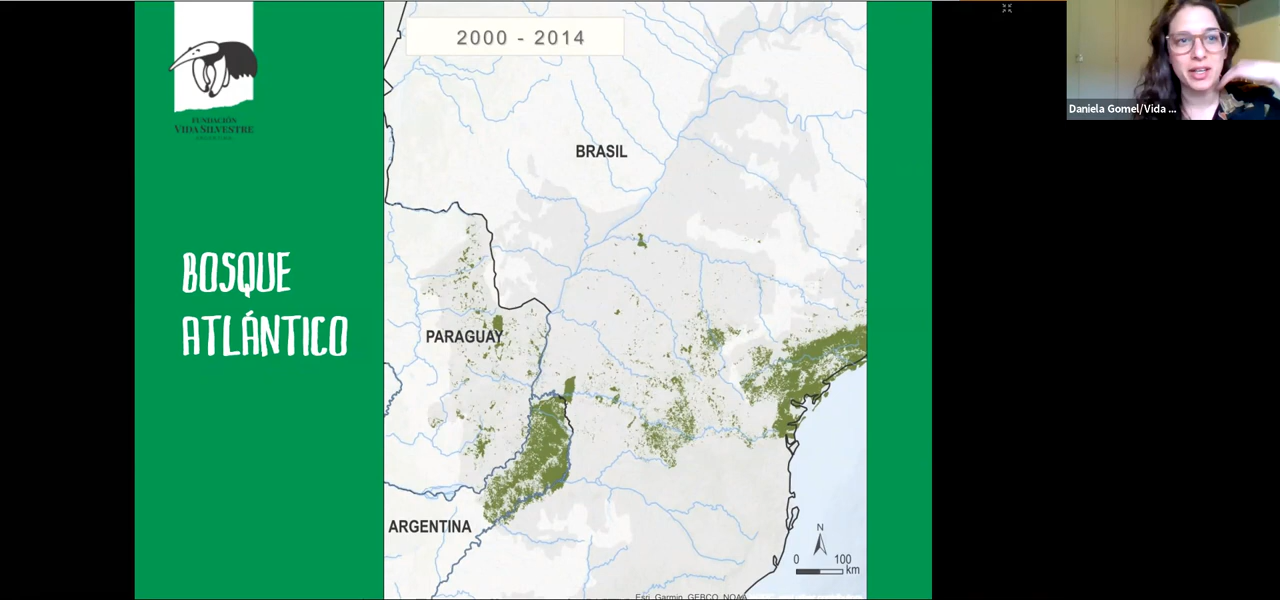 FUNDACIÓN
VIDA SILVESTRE
ARGENTINA
BOSQUE
ATLÁNTICO
2000 - 2014
BRASIL
PARAGUAY
ARGENTINA
N
0 100
km
Esri, Garmin, GEBCO, NOAA
Daniela Gomel/Vida ...